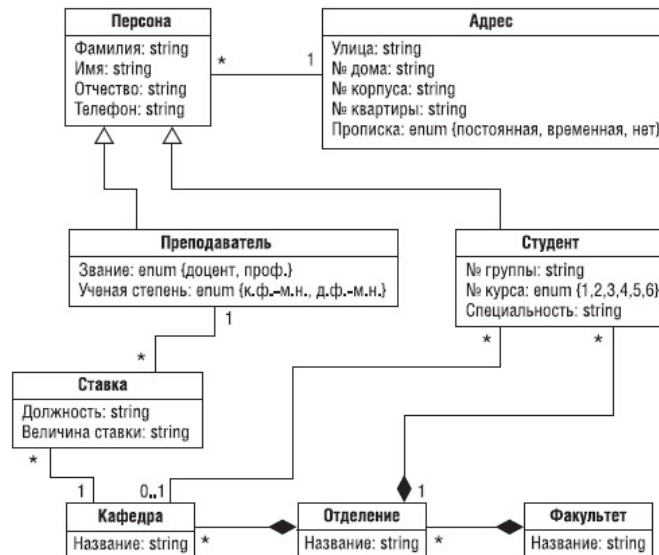 Персона
Фамилия: string
Имя: string
Отчество: string
Телефон: string
*
1
Адрес
Улица: string
№ дома: string
№ корпуса: string
№ квартиры: string
Прописка: enum {постоянная, временная, нет}
Преподаватель
Звание: enum {доцент, проф.}
Ученая степень: enum {к.ф.-м.н., д.ф.-м.н.}
Студент
№ группы: string
№ курса: enum {1,2,3,4,5,6}
Специальность: string
1
*
*
*
Ставка
Должность: string
Величина ставки: string
*
1
0..1
1
Кафедра
Название: string
*
Отделение
Название: string
*
Факультет
Название: string